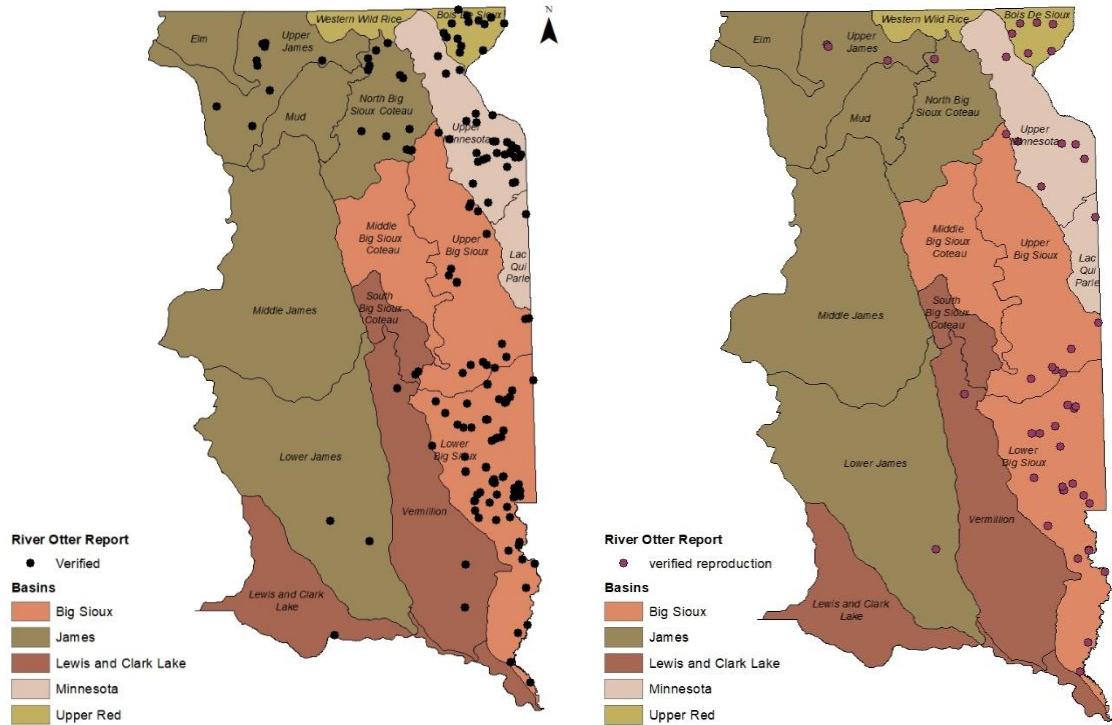 Western Wild Rice
Bois De Sioux
N
Elm
Upper
James
North Big
Sioux Coteau
Mud
Upper
Minnesota
Middle
Big Sioux
Coteau
Upper
Big Sioux
Lac
Qui
Parle
South
Big Sioux
Coteau
Middle James
Lower James
Lower
Big Sioux
Vermillion
Lewis and Clark
Lake
River Otter Report
Verified
Basins
Big Sioux
James
Lewis and Clark Lake
Minnesota
Upper Red
Western Wild Rice
Bois De Sioux
Elm
Upper
James
North Big
Sioux Coteau
Mud
Upper
Minnesota
Middle
Big Sioux
Coteau
Upper
Big Sioux
Lac
Qui
Parle
South
Big Sioux
Coteau
Middle James
Lower James
Lower
Big Sioux
Vermillion
Lewis and Clark
Lake
River Otter Report
verified reproduction
Basins
Big Sioux
James
Lewis and Clark Lake
Minnesota
Upper Red